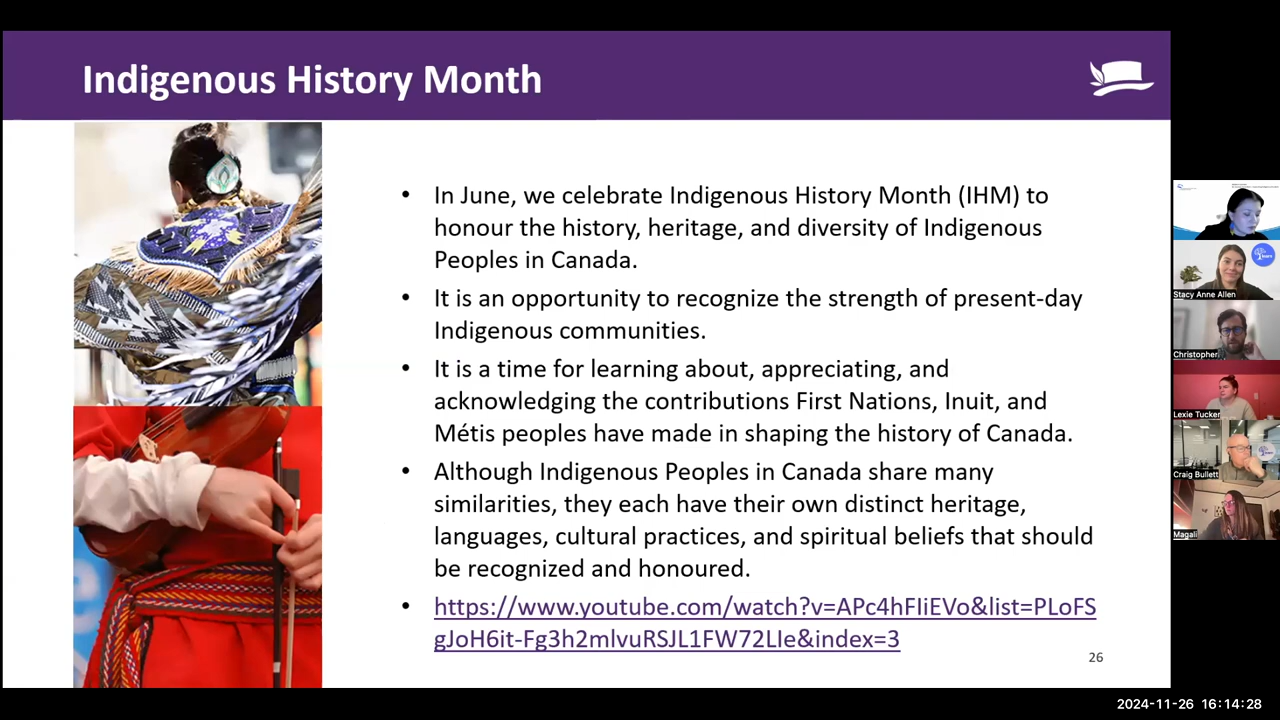 Indigenous History Month
• In June, we celebrate Indigenous History Month (IHM) to
honour the history, heritage, and diversity of Indigenous
Peoples in Canada.
• It is an opportunity to recognize the strength of present-day
Indigenous communities.
• It is a time for learning about, appreciating, and
acknowledging the contributions First Nations, Inuit, and
Métis peoples have made in shaping the history of Canada.
• Although Indigenous Peoples in Canada share many
similarities, they each have their own distinct heritage,
languages, cultural practices, and spiritual beliefs that should
be recognized and honoured.
• https://www.youtube.com/watch?v=APc4hFIiEVo&list=PLoFS
gJoH6it-Fg3h2mlvuRSJL1FW72LIe&index=3
26
Stacy Anne Allen
Christopher
Lexie Tucker
Craig Bullett
Magali
2024-11-26 16:14:28